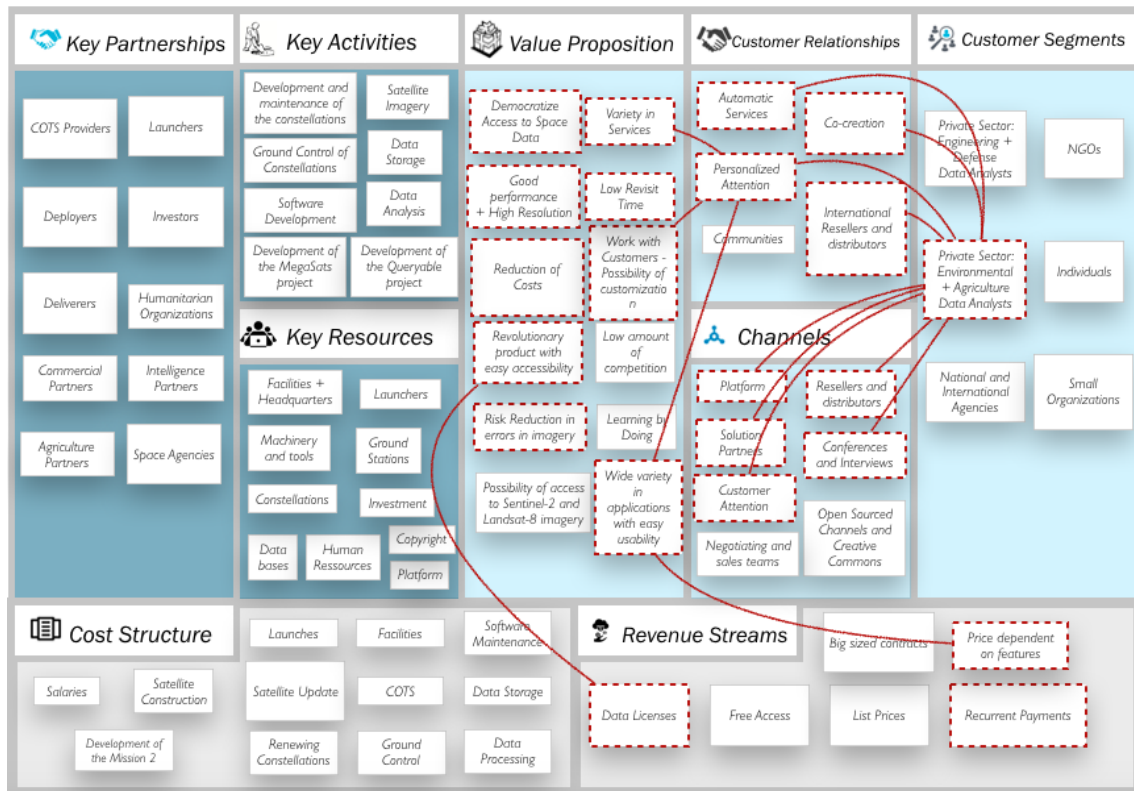 Key Partnerships
COTS Providers
Launchers
Deployers
Investors
Deliverers
Humanitarian
Organizations
Commercial
Partners
Intelligence
Partners
Agriculture
Partners
Space Agencies
Key Activities
Development and
maintenance of
the constellations
Satellite
Imagery
Ground Control of
Constellations
Data
Storage
Software
Development
Data
Analysis
Development of
the MegaSats
project
Development of
the Queryable
project
Key Resources
Facilities +
Headquarters
Launchers
Machinery
and tools
Ground
Stations
Constellations
Investment
Data
bases
Human
Ressources
Copyright
Platform
Value Proposition
Democratize
Access to Space
Data
Variety in
Services
Good
performance
+ High Resolution
Low Revisit
Time
Reduction of
Costs
Work with
Customers -
Possibility of
customizatio
n
Revolutionary
product with
easy accessibility
Low amount of
competition
Risk Reduction in
errors in imagery
Learning by
Doing
Possibility of access
to Sentinel-2 and
Landsat-8 imagery
Wide variety in
applications
with easy
usability
Customer Relationships
Automatic
Services
Co-creation
Personalized
Attention
Communities
International
Resellers and
distributors
Channels
Platform
Resellers and
distributors
Solution
Partners
Conferences
and Interviews
Customer
Attention
Negotiating and
sales teams
Open Sourced
Channels and
Creative
Commons
Customer Segments
Private Sector:
Engineering +
Defense
Data Analysts
NGOs
Private Sector:
Environmental
+ Agriculture
Data Analysts
Individuals
National and
International
Agencies
Small
Organizations
Cost Structure
Salaries
Satellite
Construction
Development of
the Mission 2
Launches
Facilities
Software
Maintenance
Satellite Update
COTS
Data Storage
Renewing
Constellations
Ground
Control
Data
Processing
Revenue Streams
Big sized contracts
Price dependent
on features
Data Licenses
Free Access
List Prices
Recurrent Payments